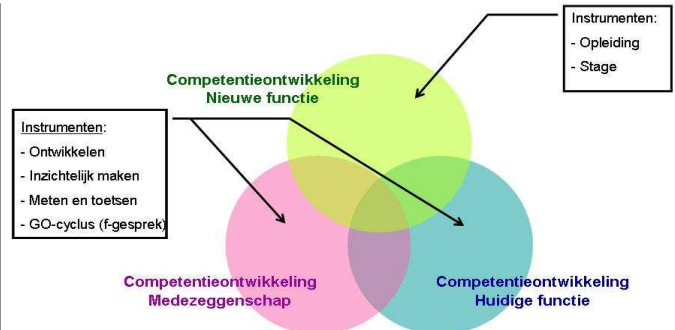 Instrumenten:
- Opleiding
- Stage
Competentieontwikkeling
Nieuwe functie
Instrumenten:
- Ontwikkelen
- Inzichtelijk maken
- Meten en toetsen
- GO-cyclus (f-gesprek)
Competentieontwikkeling
Medezeggenschap
Competentieontwikkeling
Huidige functie